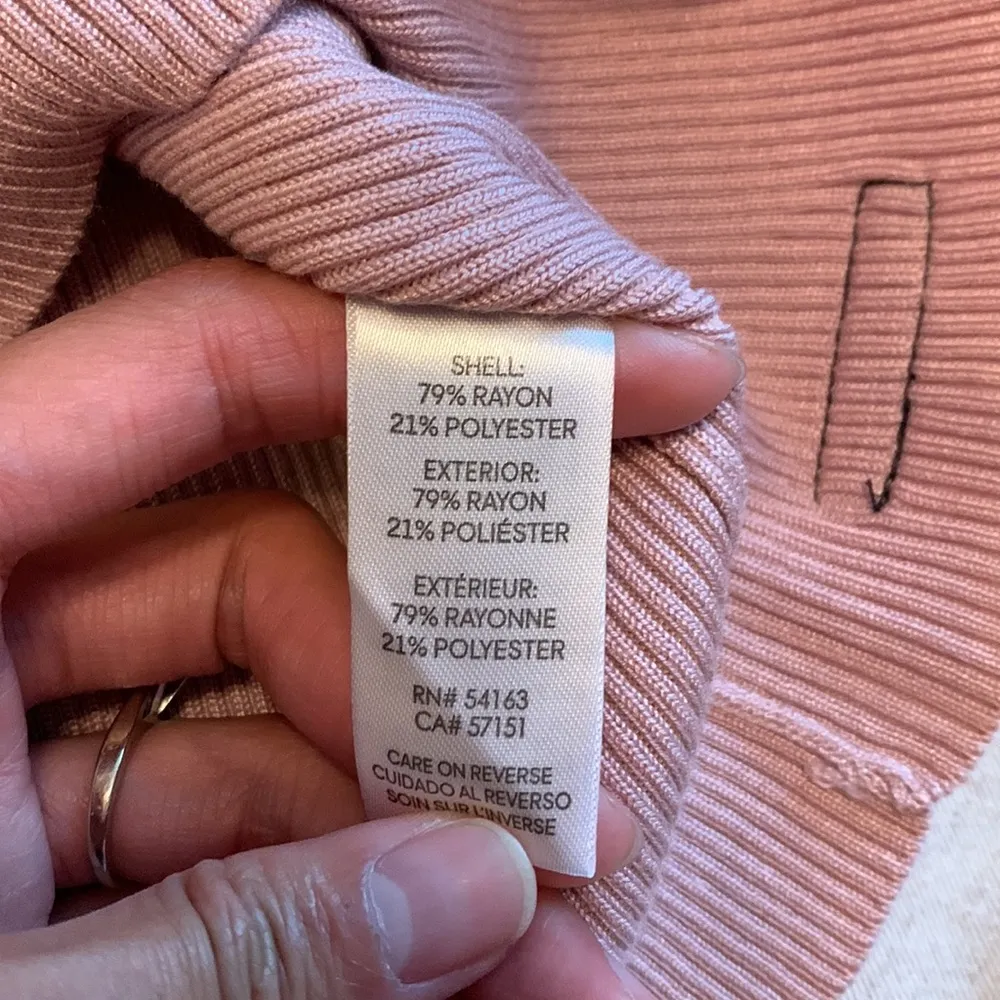 SHELL:
79% RAYON
21% POLYESTER
EXTERIOR:
79% RAYON
21% POLIÉSTER
EXTÉRIEUR:
79% RAYONNE
21% POLYESTER
RN# 54163
CA# 57151
CARE ON REVERSE
CUIDADO AL REVERSO
SOIN SUR L'INVERSE